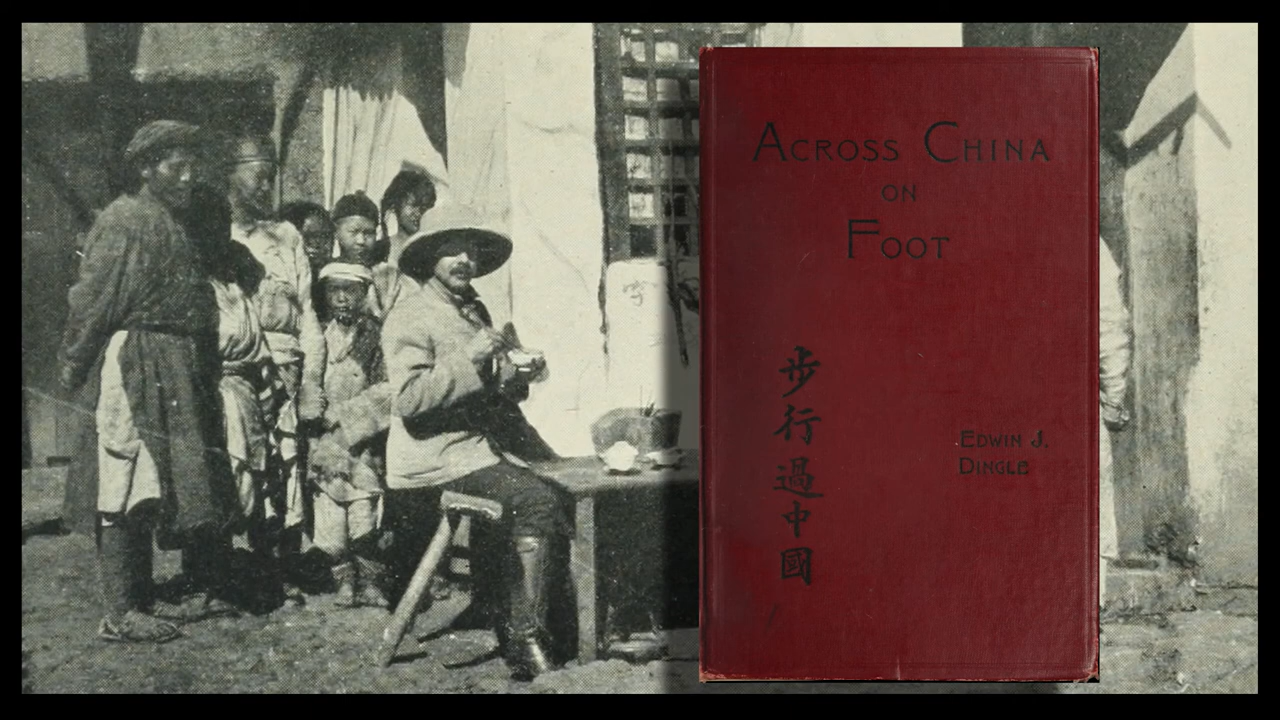 ACROSS CHINA
ON
FOOT
步行過中國
EDWIN J.
DINGLE